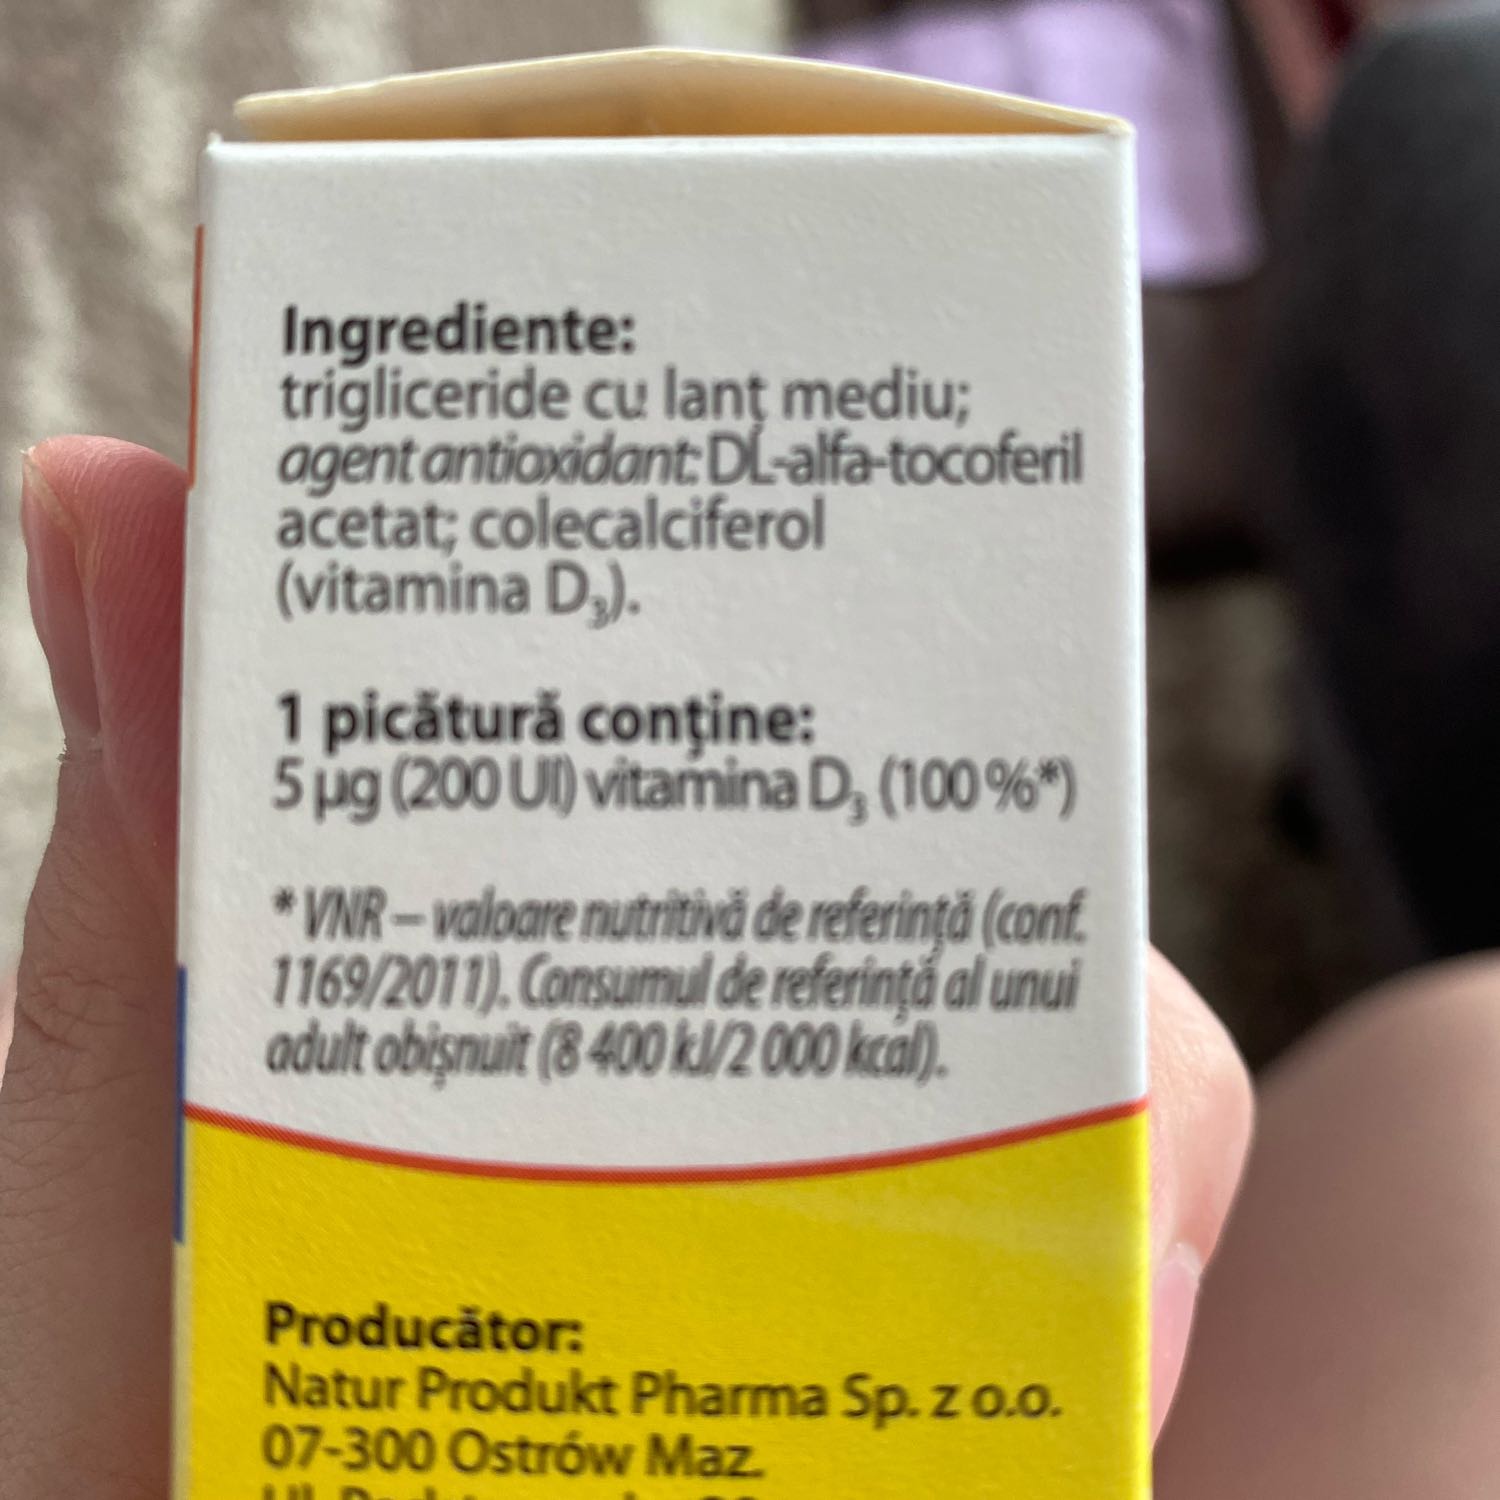 Ingrediente:
trigliceride cu lanț mediu;
agent antioxidant: DL-alfa-tocoferil
acetat; colecalciferol
(vitamina D₃).
1 picătură conține:
5 µg (200 UI) vitamina D₃ (100 %*)
* VNR – valoare nutritivă de referință (conf.
1169/2011). Consumul de referință al unui
adult obișnuit (8 400 kJ/2 000 kcal).
Producător:
Natur Produkt Pharma Sp. z o.o.
07-300 Ostrów Maz.